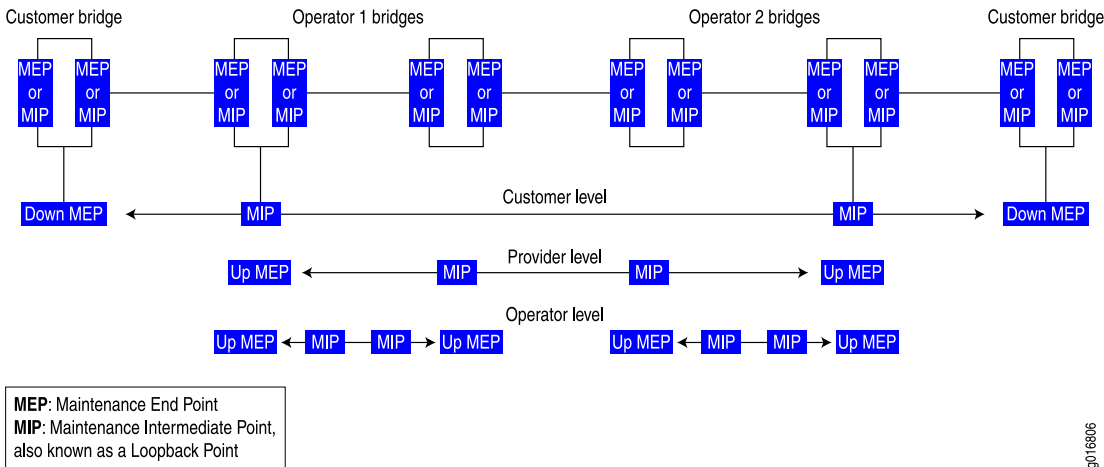 Customer bridge
Operator 1 bridges
Operator 2 bridges
Customer bridge
MEP or MIP
MEP or MIP
MEP or MIP
MEP or MIP
MEP or MIP
MEP or MIP
MEP or MIP
MEP or MIP
MEP or MIP
MEP or MIP
MEP or MIP
MEP or MIP
Customer level
Down MEP
MIP
MIP
Down MEP
Provider level
Up MEP
MIP
MIP
Up MEP
Operator level
Up MEP
MIP
MIP
Up MEP
Up MEP
MIP
MIP
Up MEP
MEP: Maintenance End Point
MIP: Maintenance Intermediate Point,
also known as a Loopback Point
g016806